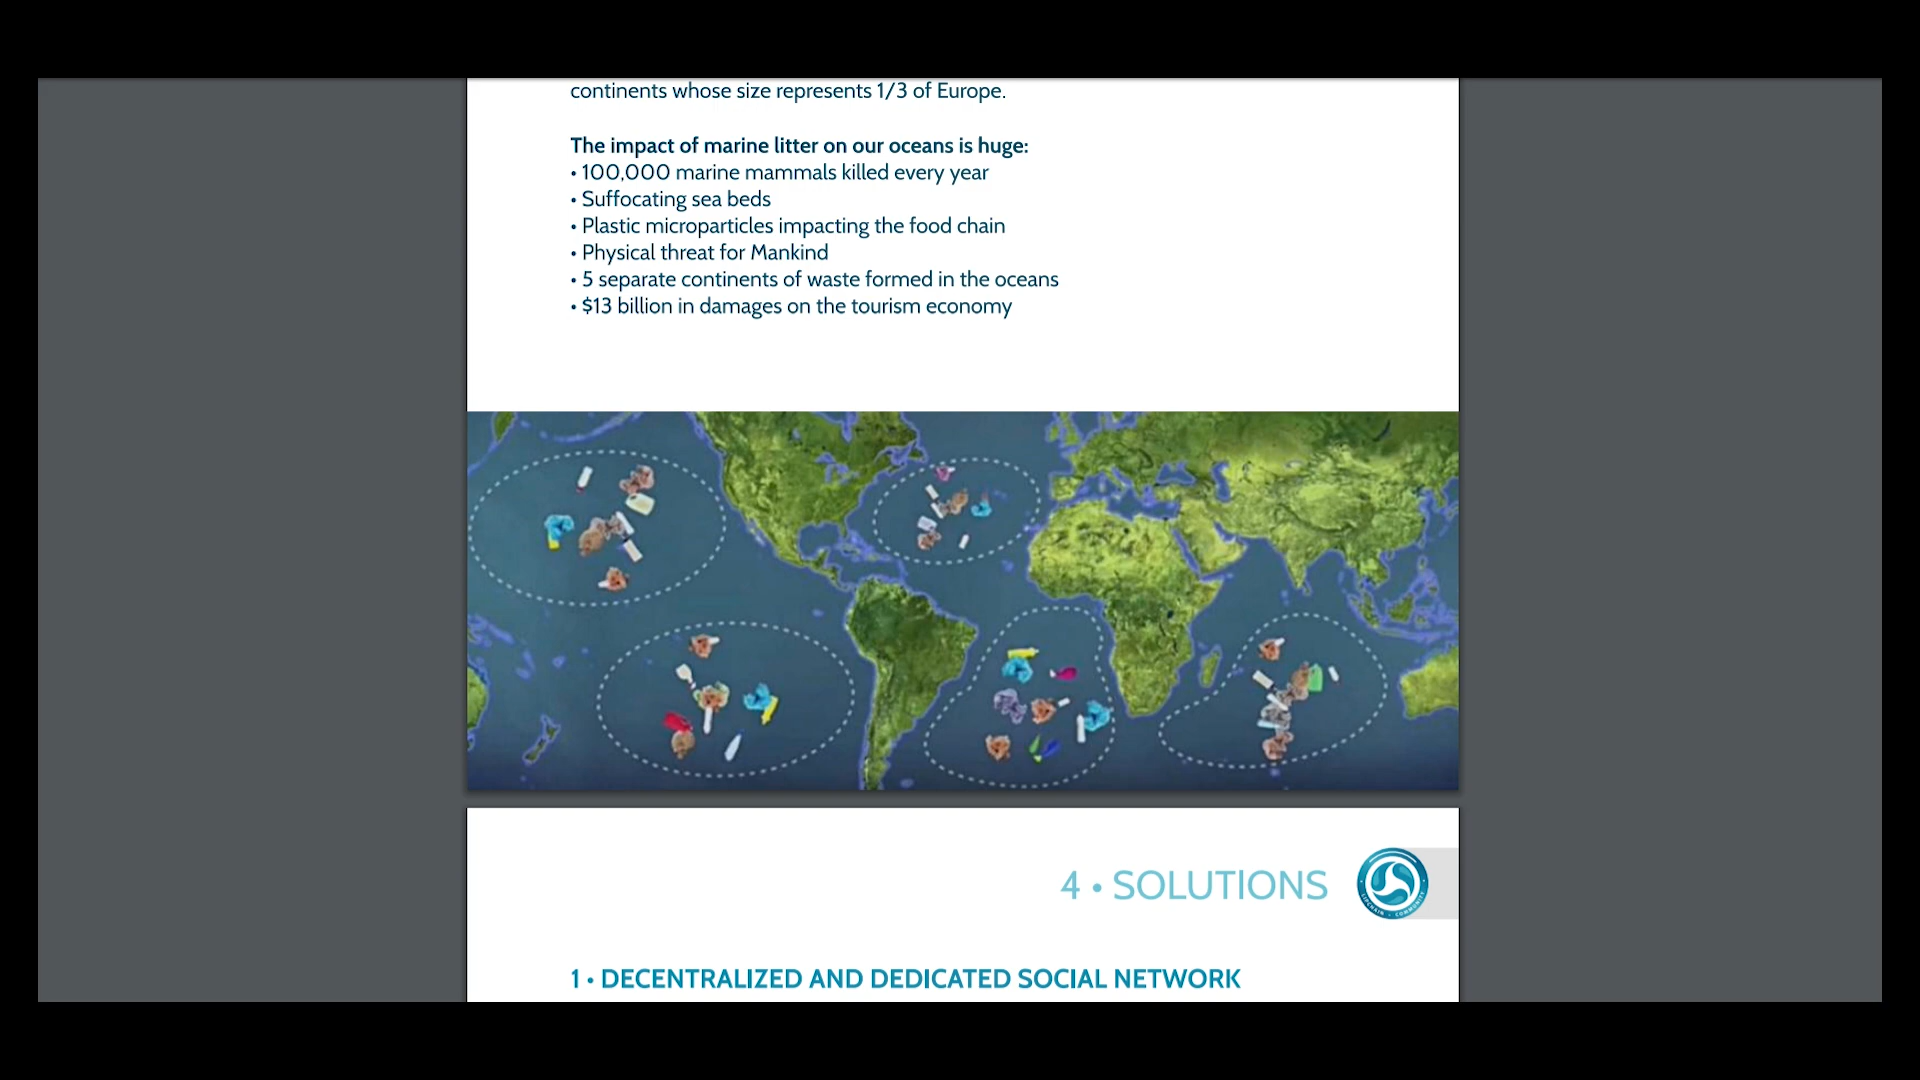 continents whose size represents 1/3 of Europe.
The impact of marine litter on our oceans is huge:
• 100,000 marine mammals killed every year
• Suffocating sea beds
• Plastic microparticles impacting the food chain
• Physical threat for Mankind
• 5 separate continents of waste formed in the oceans
• $13 billion in damages on the tourism economy
4 • SOLUTIONS
1 • DECENTRALIZED AND DEDICATED SOCIAL NETWORK